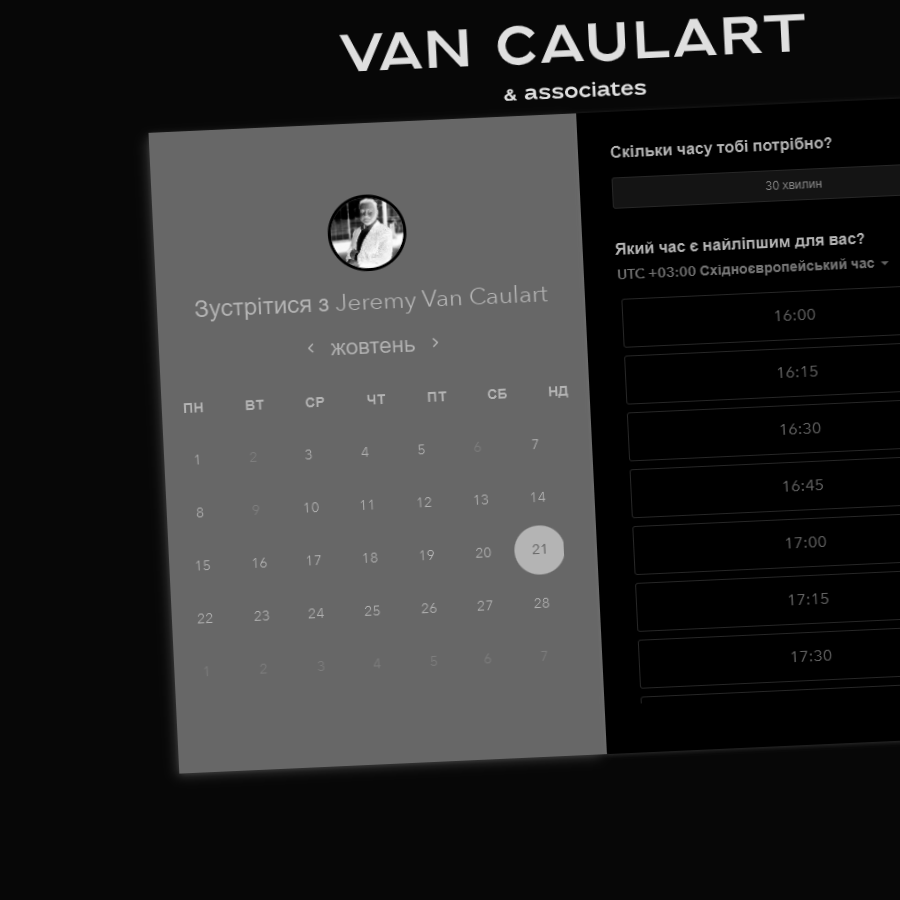 VAN CAULART
& associates
Зустрітися з Jeremy Van Caulart
жовтень
ПН ВТ СР ЧТ ПТ СБ НД
1 2 3 4 5 6 7
8 9 10 11 12 13 14
15 16 17 18 19 20 21
22 23 24 25 26 27 28
1 2 3 4 5 6 7
Скільки часу тобі потрібно?
30 хвилин
Який час є найліпшим для вас?
UTC +03:00 Східноєвропейський час
16:00
16:15
16:30
16:45
17:00
17:15
17:30